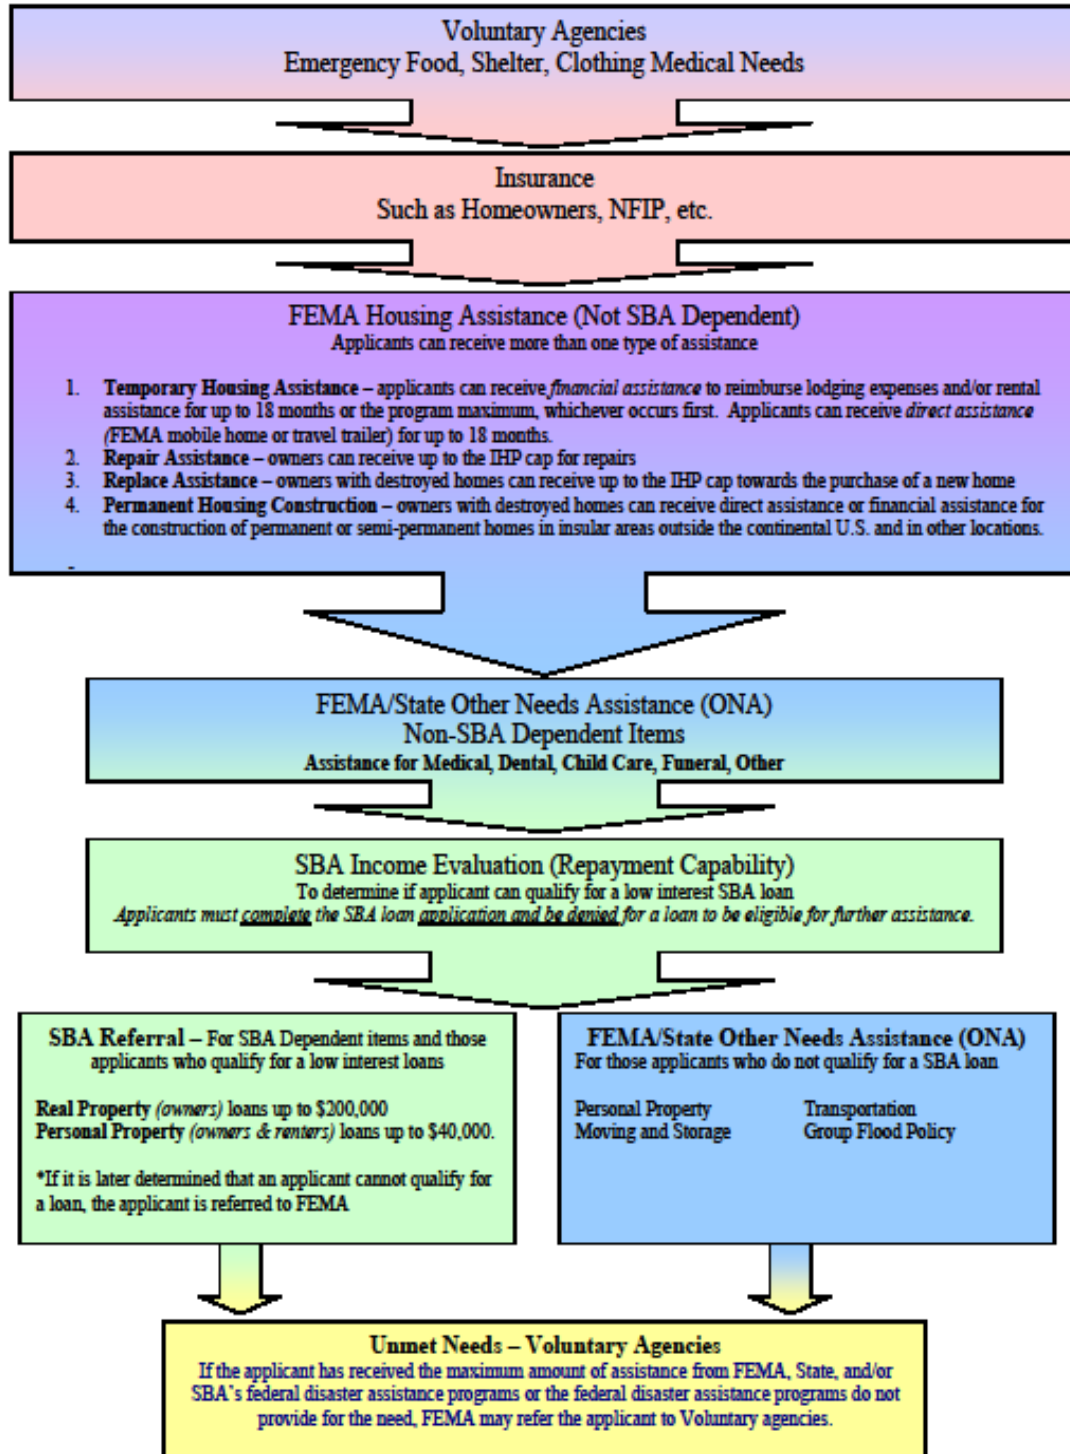 Voluntary Agencies
Emergency Food, Shelter, Clothing Medical Needs
Insurance
Such as Homeowners, NFIP, etc.
FEMA Housing Assistance (Not SBA Dependent)
Applicants can receive more than one type of assistance
1. Temporary Housing Assistance – applicants can receive financial assistance to reimburse lodging expenses and/or rental
assistance for up to 18 months or the program maximum, whichever occurs first. Applicants can receive direct assistance
(FEMA mobile home or travel trailer) for up to 18 months.
2. Repair Assistance – owners can receive up to the IHP cap for repairs
3. Replace Assistance – owners with destroyed homes can receive up to the IHP cap towards the purchase of a new home
4. Permanent Housing Construction – owners with destroyed homes can receive direct assistance or financial assistance for
the construction of permanent or semi-permanent homes in insular areas outside the continental U.S. and in other locations.
-
FEMA/State Other Needs Assistance (ONA)
Non-SBA Dependent Items
Assistance for Medical, Dental, Child Care, Funeral, Other
SBA Income Evaluation (Repayment Capability)
To determine if applicant can qualify for a low interest SBA loan
Applicants must complete the SBA loan application and be denied for a loan to be eligible for further assistance.
SBA Referral – For SBA Dependent items and those
applicants who qualify for a low interest loans
Real Property (owners) loans up to $200,000
Personal Property (owners & renters) loans up to $40,000.
*If it is later determined that an applicant cannot qualify for
a loan, the applicant is referred to FEMA
FEMA/State Other Needs Assistance (ONA)
For those applicants who do not qualify for a SBA loan
Personal Property Transportation
Moving and Storage Group Flood Policy
Unmet Needs – Voluntary Agencies
If the applicant has received the maximum amount of assistance from FEMA, State, and/or
SBA's federal disaster assistance programs or the federal disaster assistance programs do not
provide for the need, FEMA may refer the applicant to Voluntary agencies.